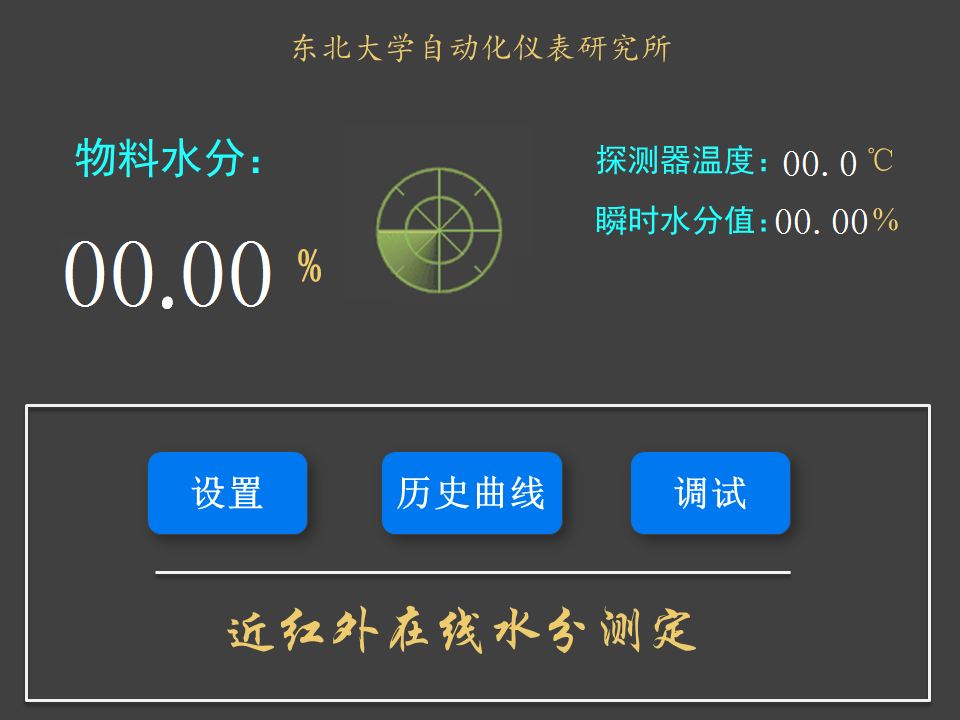 东北大学自动化仪表研究所
物料水分：
00.00 %
探测器温度：00.0 ℃
瞬时水分值：00.00%
设置
历史曲线
调试
近红外在线水分测定